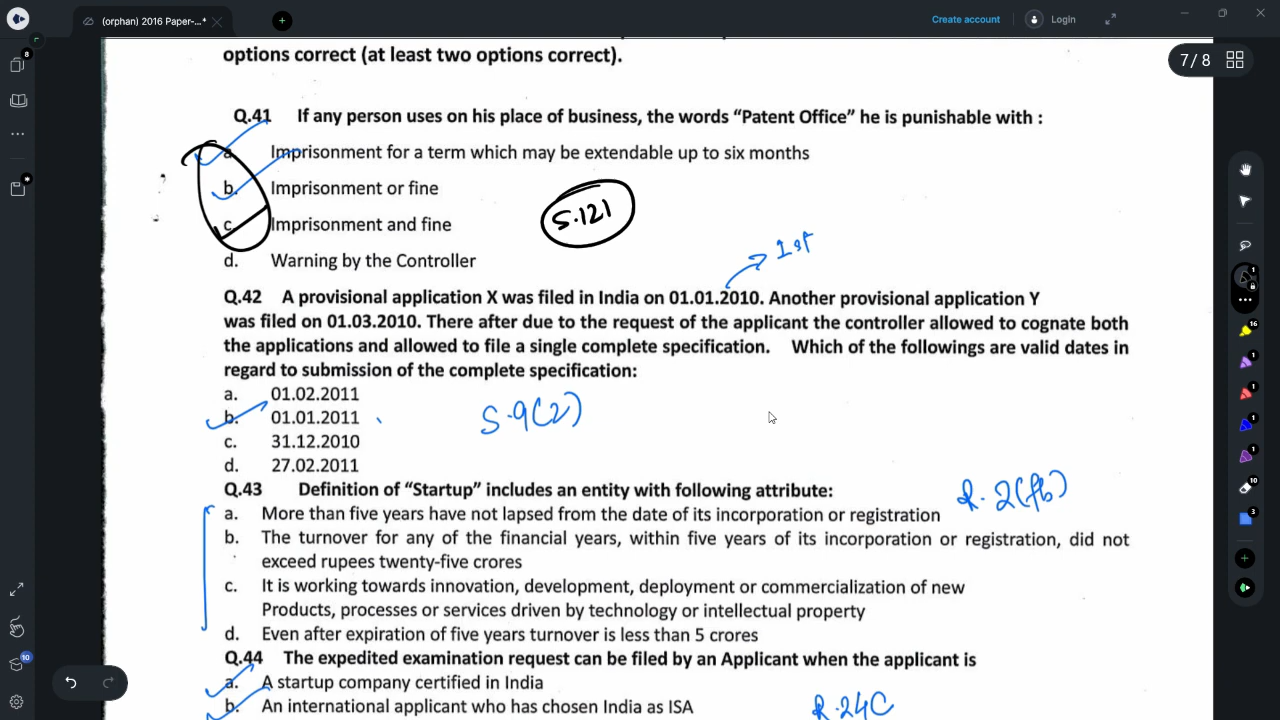 (orphan) 2016 Paper-...*
Create account
Login
options correct (at least two options correct).
7 / 8
Q.41 If any person uses on his place of business, the words “Patent Office” he is punishable with :
a. Imprisonment for a term which may be extendable up to six months
b. Imprisonment or fine
c. Imprisonment and fine
S.121
d. Warning by the Controller
1st
Q.42 A provisional application X was filed in India on 01.01.2010. Another provisional application Y
was filed on 01.03.2010. There after due to the request of the applicant the controller allowed to cognate both
the applications and allowed to file a single complete specification. Which of the followings are valid dates in
regard to submission of the complete specification:
a. 01.02.2011
b. 01.01.2011
S.9(2)
c. 31.12.2010
d. 27.02.2011
Q.43 Definition of “Startup” includes an entity with following attribute:
R.2(fb)
a. More than five years have not lapsed from the date of its incorporation or registration
b. The turnover for any of the financial years, within five years of its incorporation or registration, did not
exceed rupees twenty-five crores
c. It is working towards innovation, development, deployment or commercialization of new
Products, processes or services driven by technology or intellectual property
d. Even after expiration of five years turnover is less than 5 crores
Q.44 The expedited examination request can be filed by an Applicant when the applicant is
a. A startup company certified in India
b. An international applicant who has chosen India as ISA
R.24C
8
1
16
1
1
1
1
10
3
10